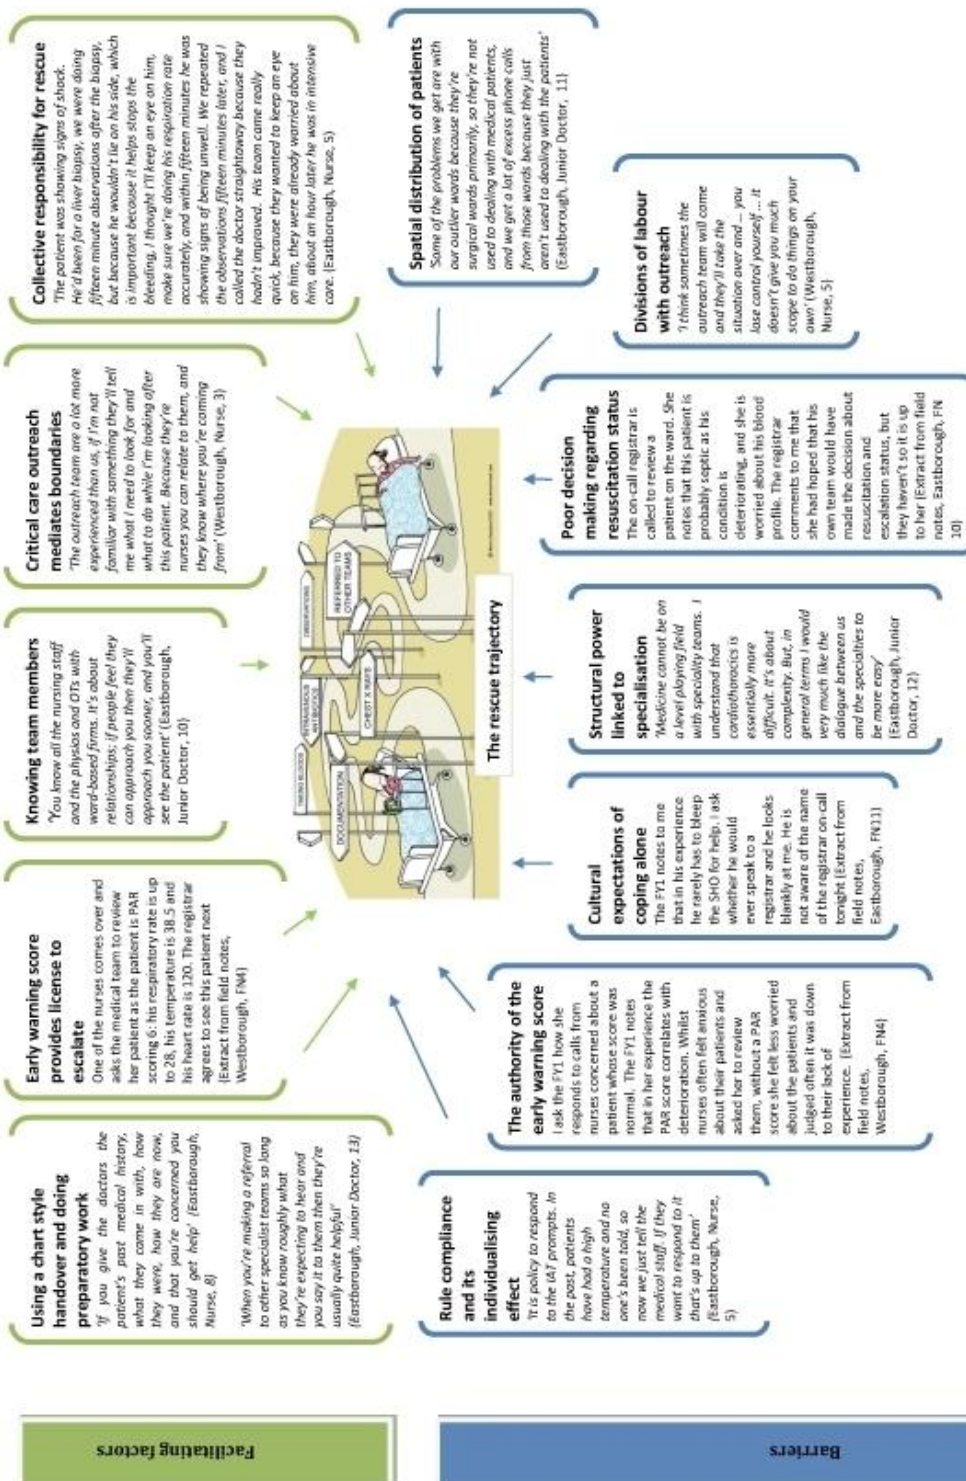 Facilitating factors
Using a chart style
handover and doing
preparatory work
'If you give the doctors the
patient's past medical history,
what they come in with, how
they were, how they are now,
and that you're concerned you
should get help' (Eastborough,
Nurse, 8)
'When you're making a referral
to other specialist teams so long
as you know roughly what
they're expecting to hear and
you say it to them then they're
usually quite helpful'
(Eastborough, Junior Doctor, 13)
Early warning score
provides license to
escalate
One of the nurses comes over and
asks the medical team to review
her patient as the patient is PAR
scoring 6: his respiratory rate is up
to 28, his temperature is 38.5 and
his heart rate is 120. The registrar
agrees to see this patient next
(Extract from field notes,
Westborough, FN4)
Knowing team members
'You know all the nursing staff
and the physios and OTs with
ward-based firms. It's about
relationships; if people feel they
can approach you then they'll
approach you sooner, and you'll
see the patient' (Eastborough,
Junior Doctor, 10)
Critical care outreach
mediates boundaries
'The outreach team are a lot more
experienced than us, if I'm not
familiar with something they'll tell
me what I need to look for and
what to do while I'm looking after
this patient. Because they're
nurses you can relate to them, and
they know where you're coming
from' (Westborough, Nurse, 3)
Collective responsibility for rescue
'The patient was showing signs of shock.
He'd been for a liver biopsy, we were doing
fifteen minute observations after the biopsy,
but because he wouldn't lie on his side, which
is important because it helps stops the
bleeding, I thought I'll keep an eye on him,
make sure we're doing his respiration rate
accurately, and within fifteen minutes he was
showing signs of being unwell. We repeated
the observations fifteen minutes later, and I
called the doctor straightaway because they
hadn't improved. His team came really
quick, because they wanted to keep an eye
on him, they were already worried about
him, about an hour later he was in intensive
care. (Eastborough, Nurse, 5)
TAKING BLOODS
DOCUMENTATION
INTRAVENOUS
ANTIBIOTICS
CHEST X RAYS
OBSERVATIONS
REFERRED TO
OTHER TEAMS
The rescue trajectory
Barriers
Rule compliance
and its
individualising
effect
'It is policy to respond
to the IAT prompts. In
the past, patients
have had a high
temperature and no
one's been told, so
now we just tell the
medical staff. If they
want to respond to it
that's up to them'
(Eastborough, Nurse,
5)
The authority of the
early warning score
I ask the FY1 how she
responds to calls from
nurses concerned about a
patient whose score was
normal. The FY1 notes
that in her experience the
PAR score correlates with
deterioration. Whilst
nurses often felt anxious
about their patients and
asked her to review
them, without a PAR
score she felt less worried
about the patients and
judged often it was down
to their lack of
experience. (Extract from
field notes,
Westborough, FN4)
Cultural
expectations of
coping alone
The FY1 notes to me
that in his experience
he rarely has to bleep
the SHO for help. I ask
whether he would
ever speak to a
registrar and he looks
blankly at me. He is
not aware of the name
of the registrar on-call
tonight (Extract from
field notes,
Eastborough, FN11)
Structural power
linked to
specialisation
'Medicine cannot be on
a level playing field
with speciality teams. I
understand that
cardiothoracics is
essentially more
difficult. It's about
complexity. But, in
general terms I would
very much like the
dialogue between us
and the specialties to
be more easy'
(Eastborough, Junior
Doctor, 12)
Poor decision
making regarding
resuscitation status
The on-call registrar is
called to review a
patient on the ward. She
notes that this patient is
probably septic as his
condition is
deteriorating, and she is
worried about his blood
profile. The registrar
comments to me that
she had hoped that his
own team would have
made the decision about
resuscitation and
escalation status, but
they haven't so it is up
to her (Extract from field
notes, Eastborough, FN
10)
Spatial distribution of patients
'Some of the problems we get are with
our outlier wards because they're
surgical wards primarily, so they're not
used to dealing with medical patients,
and we get a lot of excess phone calls
from those wards because they just
aren't used to dealing with the patients'
(Eastborough, Junior Doctor, 11)
Divisions of labour
with outreach
'I think sometimes the
outreach team will come
and they'll take the
situation over and ... you
lose control yourself ... it
doesn't give you much
scope to do things on your
own' (Westborough,
Nurse, 5)